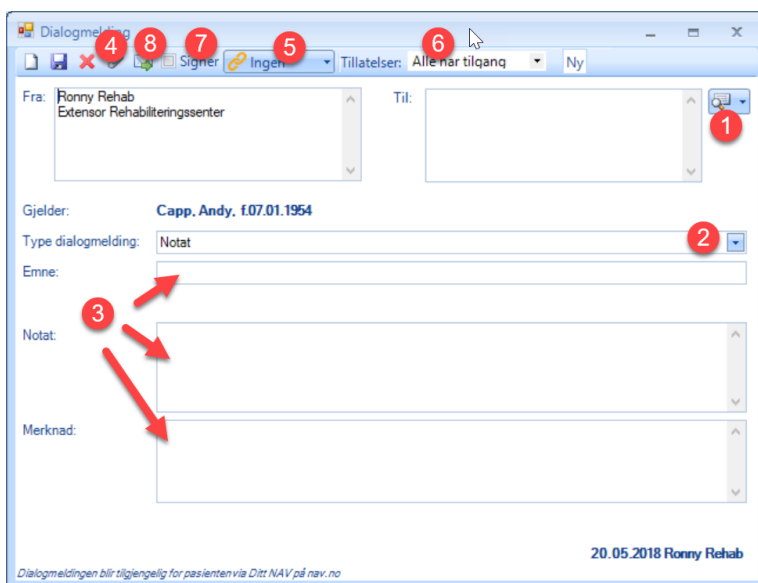 Dialogmelding
4
8
7
5
6
Signer
Ingen
Tillatelser:
Alle har tilgang
Ny
Fra:
Ronny Rehab
Extensor Rehabiliteringssenter
Til:
1
Gjelder:
Capp, Andy, f.07.01.1954
Type dialogmelding:
Notat
2
Emne:
3
Notat:
Merknad:
20.05.2018 Ronny Rehab
Dialogmeldingen blir tilgjengelig for pasienten via Ditt NAV på nav.no